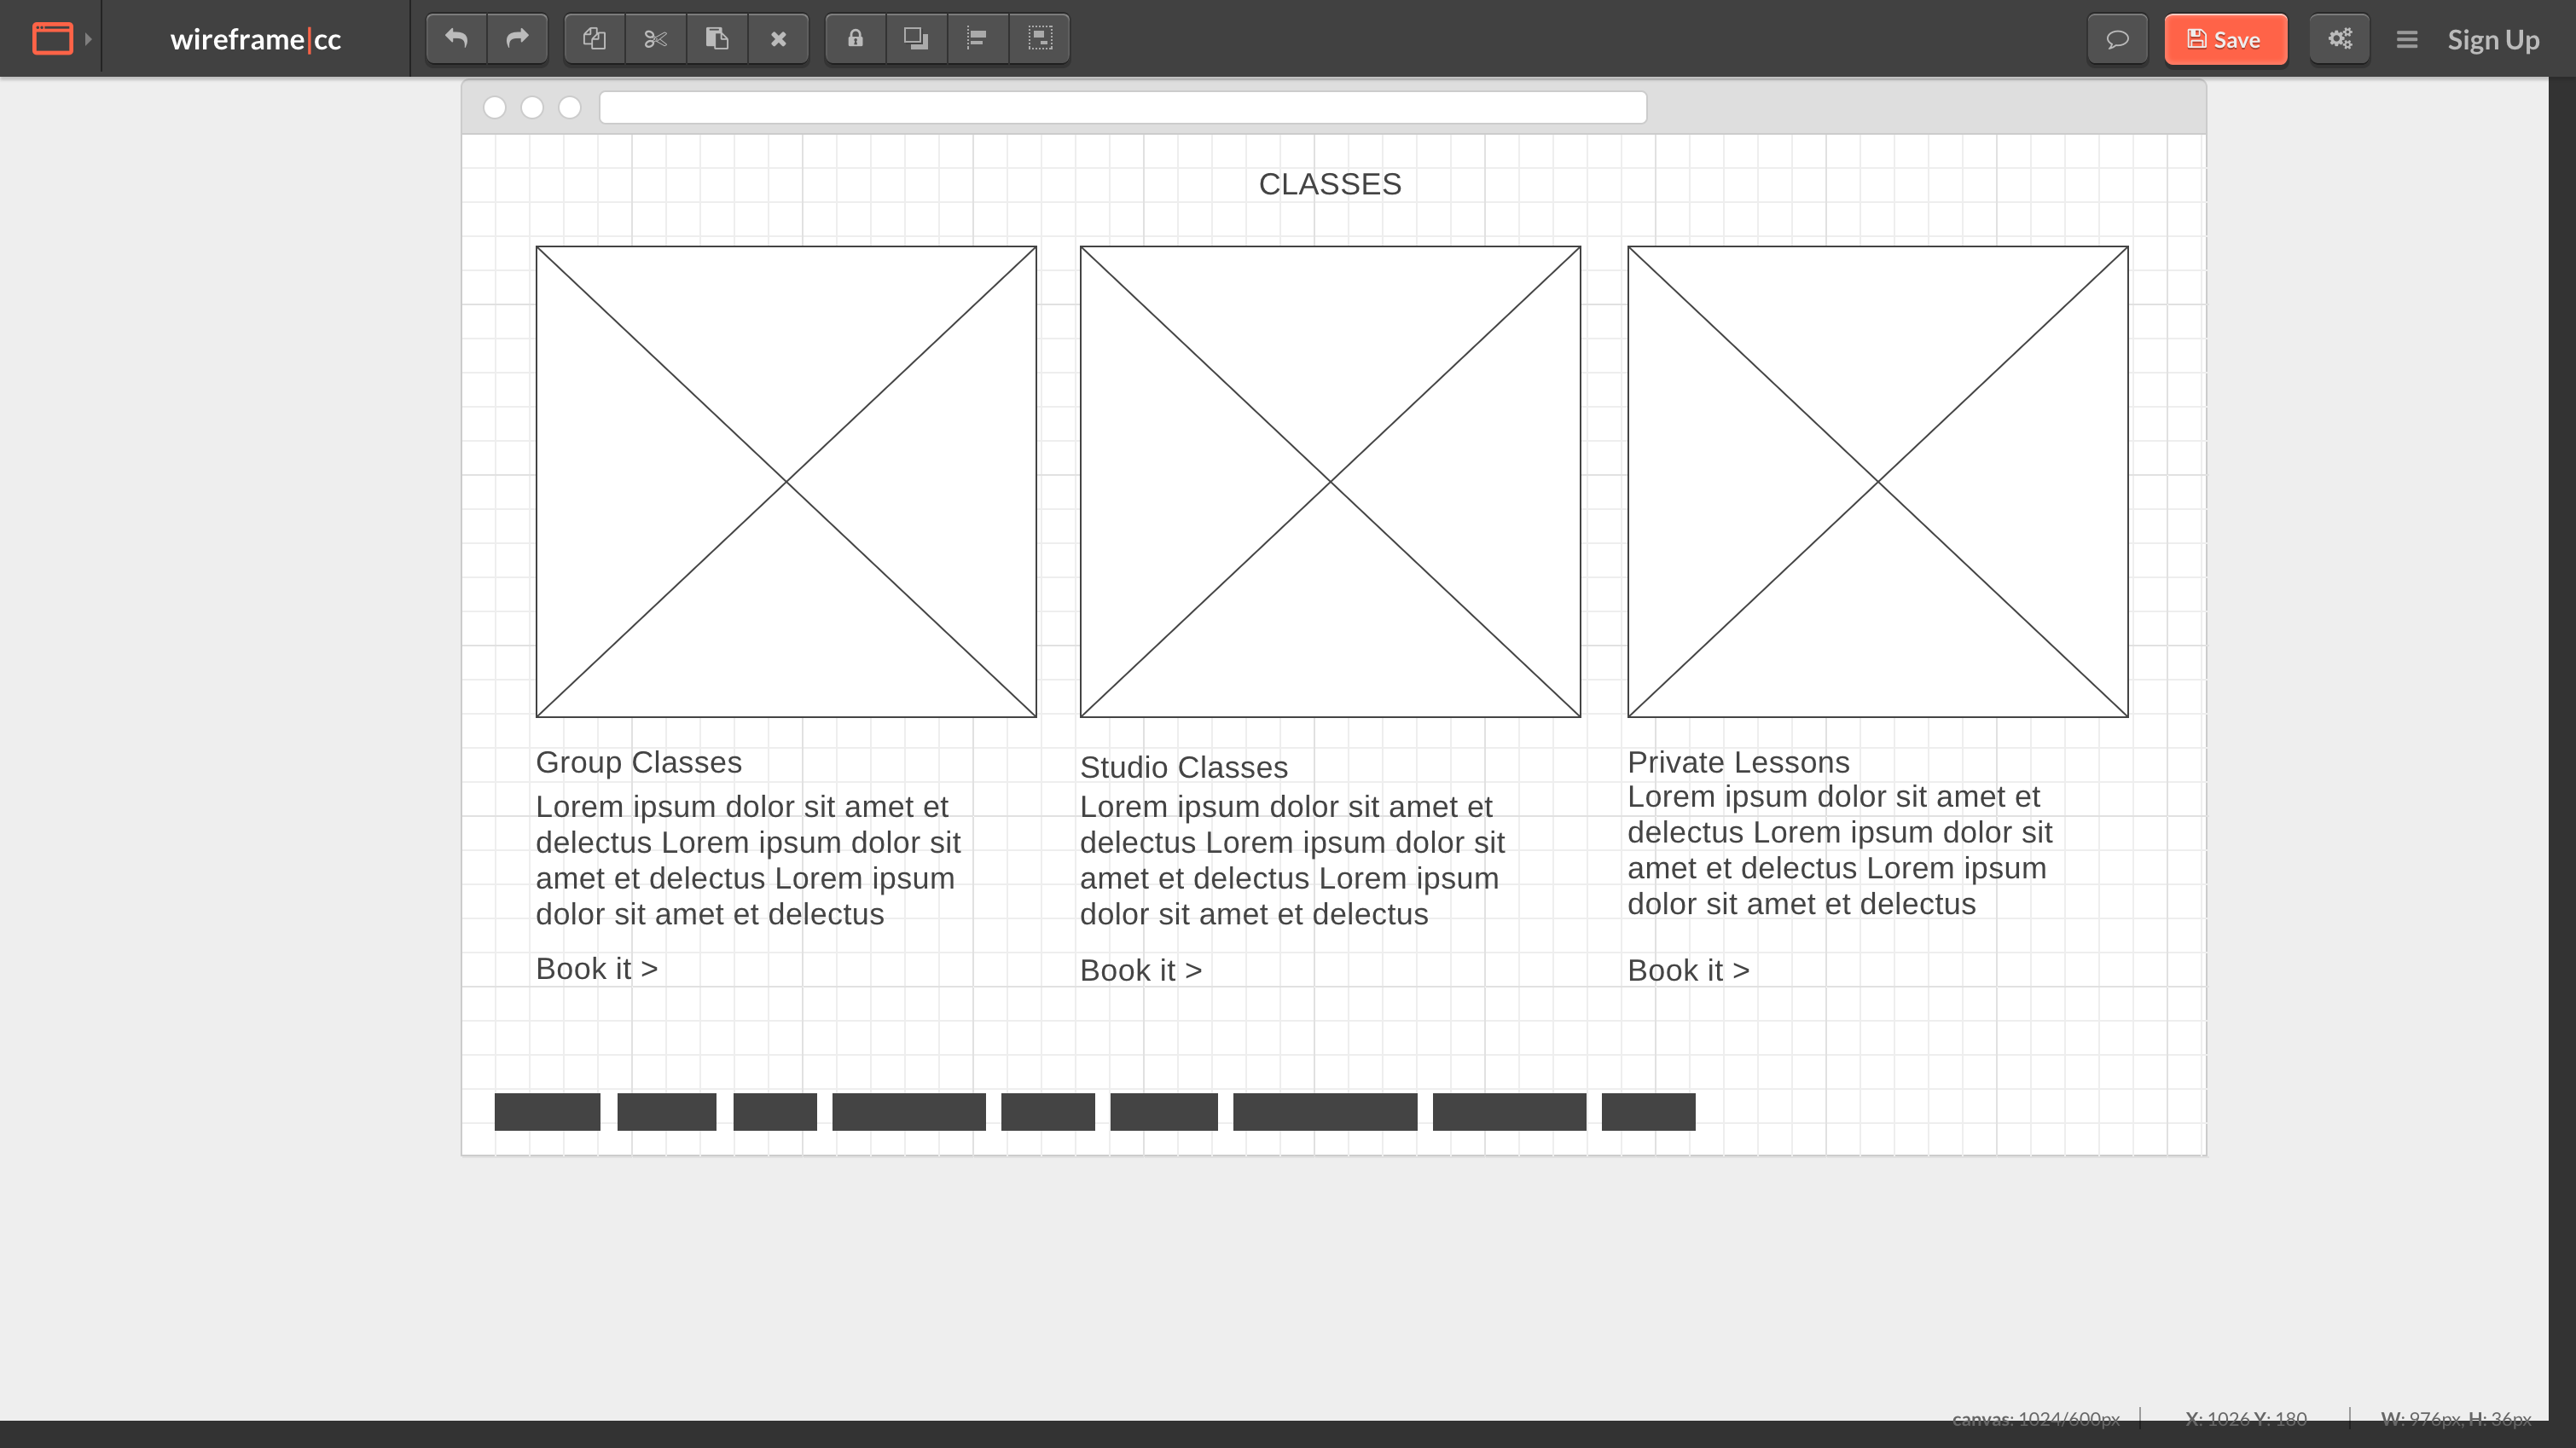 wireframe|cc
Save
Sign Up
CLASSES
Group Classes
Lorem ipsum dolor sit amet et
delectus Lorem ipsum dolor sit
amet et delectus Lorem ipsum
dolor sit amet et delectus
Book it >
Studio Classes
Lorem ipsum dolor sit amet et
delectus Lorem ipsum dolor sit
amet et delectus Lorem ipsum
dolor sit amet et delectus
Book it >
Private Lessons
Lorem ipsum dolor sit amet et
delectus Lorem ipsum dolor sit
amet et delectus Lorem ipsum
dolor sit amet et delectus
Book it >
canvas: 1024/600px
X: 1026 Y: 180
W: 976px, H: 36px